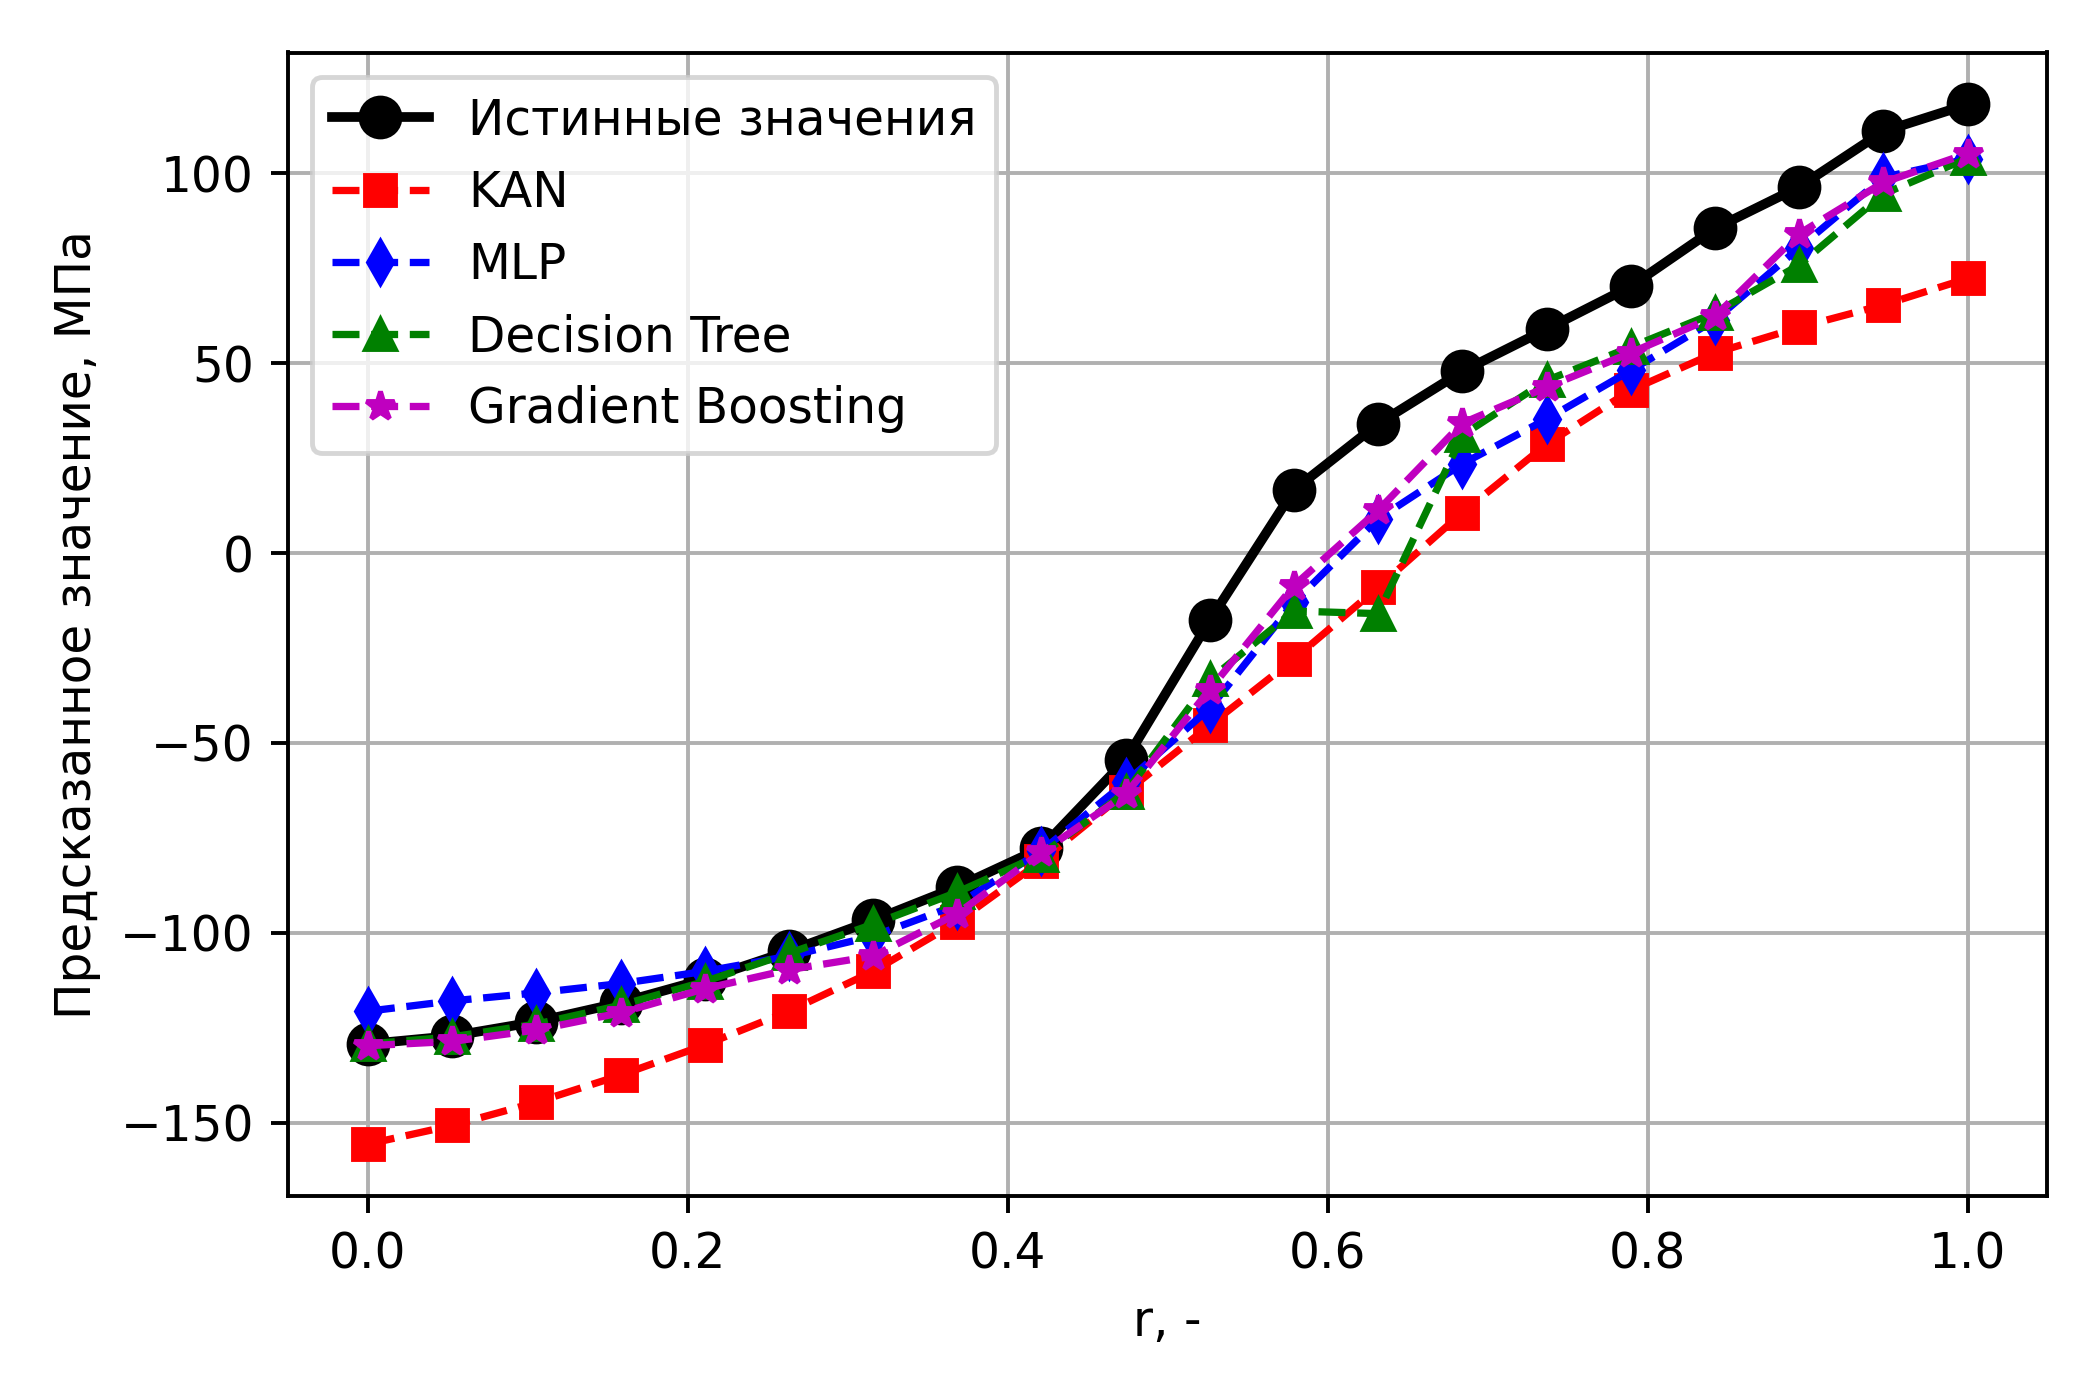 Истинные значения
KAN
MLP
Decision Tree
Gradient Boosting
Предсказанное значение, МПа
100
50
0
−50
−100
−150
0.0 0.2 0.4 0.6 0.8 1.0
r, -